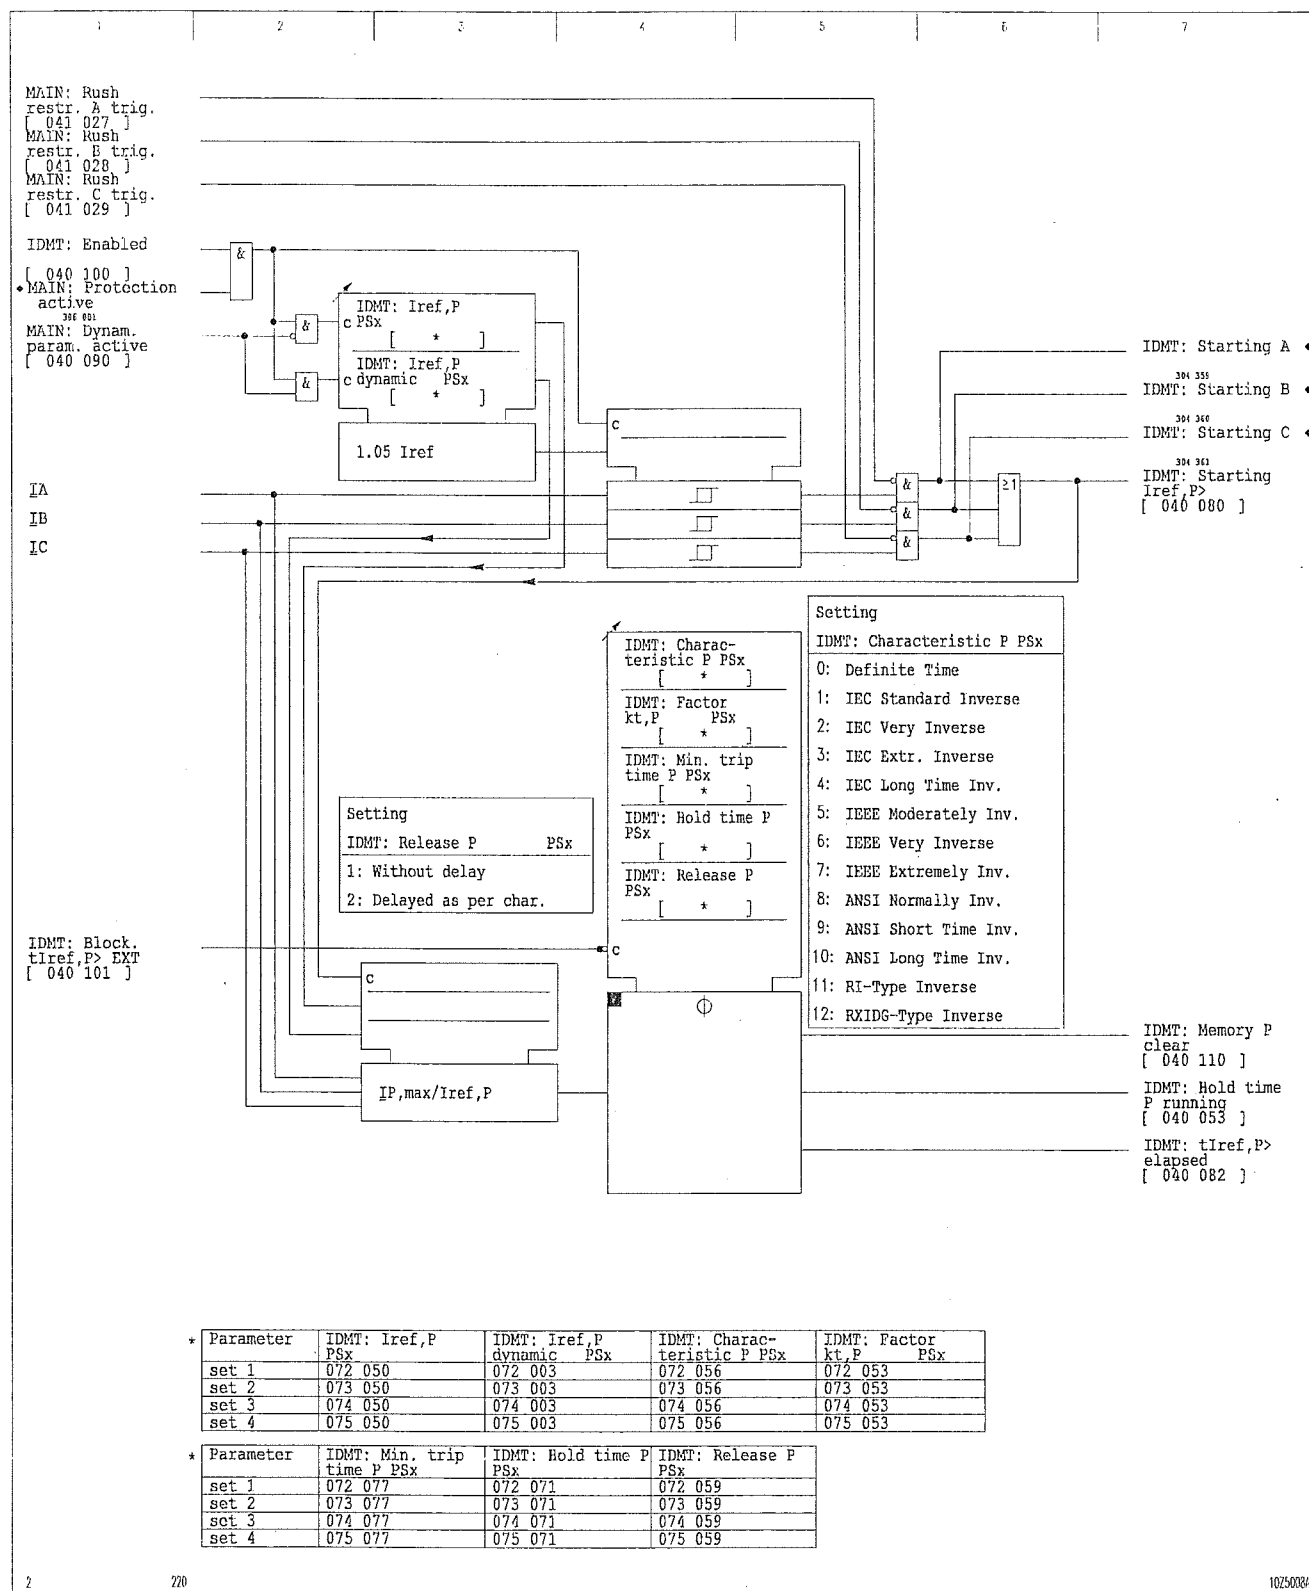 1 2 3 4 5 6 7
MAIN: Rush
restr. A trig.
[ 041 027 ]
MAIN: Rush
restr. B trig.
[ 041 028 ]
MAIN: Rush
restr. C trig.
[ 041 029 ]
IDMT: Enabled
[ 040 100 ]
MAIN: Protection
active
306 001
MAIN: Dynam.
param. active
[ 040 090 ]
&
&
&
C
IDMT: Iref,P
PSx
[ * ]
C
IDMT: Iref,P
dynamic PSx
[ * ]
1.05 Iref
C
IDMT: Starting A
304 359
IDMT: Starting B
304 360
IDMT: Starting C
304 361
IDMT: Starting
Iref,P>
[ 040 080 ]
&
&
&
≥1
IA
IB
IC
Setting
IDMT: Characteristic P PSx
0: Definite Time
1: IEC Standard Inverse
2: IEC Very Inverse
3: IEC Extr. Inverse
4: IEC Long Time Inv.
5: IEEE Moderately Inv.
6: IEEE Very Inverse
7: IEEE Extremely Inv.
8: ANSI Normally Inv.
9: ANSI Short Time Inv.
10: ANSI Long Time Inv.
11: RI-Type Inverse
12: RXIDG-Type Inverse
IDMT: Charac-
teristic P PSx
[ * ]
IDMT: Factor
kt,P PSx
[ * ]
IDMT: Min. trip
time P PSx
[ * ]
IDMT: Hold time P
PSx
[ * ]
IDMT: Release P
PSx
[ * ]
C
Setting
IDMT: Release P PSx
1: Without delay
2: Delayed as per char.
IDMT: Block.
tIref,P> EXT
[ 040 101 ]
C
IP,max/Iref,P
IDMT: Memory P
clear
[ 040 110 ]
IDMT: Hold time
P running
[ 040 053 ]
IDMT: tIref,P>
elapsed
[ 040 082 ]
* Parameter IDMT: Iref,P PSx IDMT: Iref,P dynamic PSx IDMT: Charac- teristic P PSx IDMT: Factor kt,P PSx
set 1 072 050 072 003 072 056 072 053
set 2 073 050 073 003 073 056 073 053
set 3 074 050 074 003 074 056 074 053
set 4 075 050 075 003 075 056 075 053
* Parameter IDMT: Min. trip time P PSx IDMT: Hold time P PSx IDMT: Release P PSx
set 1 072 077 072 071 072 059
set 2 073 077 073 071 073 059
set 3 074 077 074 071 074 059
set 4 075 077 075 071 075 059
2 220